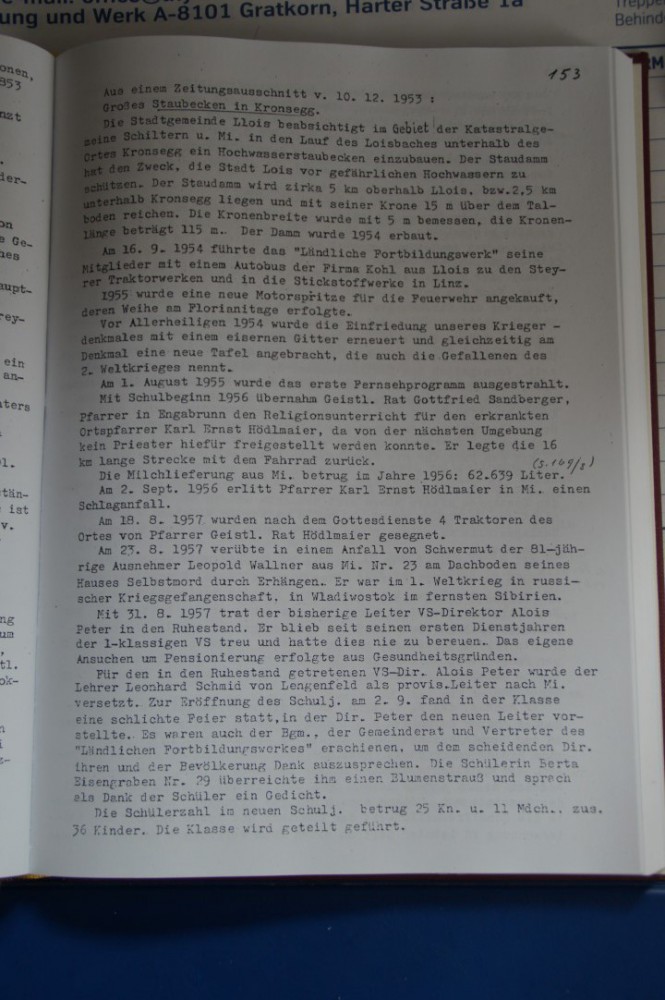 ung und Werk A-8101 Gratkorn, Harter Straße 1a
Behind
153
Aus einem Zeitungsausschnitt v. 10. 12. 1953 :
Großes Staubecken in Kronsegg.
Die Stadtgemeinde Llois beabsichtigt im Gebiet der Katastralge-
meine Schiltern u. Mi. in den Lauf des Loisbaches unterhalb des
Ortes Kronsegg ein Hochwasserstaubecken einzubauen. Der Staudamm
hat den Zweck, die Stadt Lois vor gefährlichen Hochwassern zu
schützen. Der Staudamm wird zirka 5 km oberhalb Llois, bzw.2,5 km
unterhalb Kronsegg liegen und mit seiner Krone 15 m über dem Tal-
boden reichen. Die Kronenbreite wurde mit 5 m bemessen, die Kronen-
länge beträgt 115 m. Der Damm wurde 1954 erbaut.
Am 16. 9. 1954 führte das "Ländliche Fortbildungswerk" seine
Mitglieder mit einem Autobus der Firma Kohl aus Llois zu den Stey-
rer Traktorwerken und in die Stickstoffwerke in Linz.
1955 wurde eine neue Motorspritze für die Feuerwehr angekauft,
deren Weihe am Florianitage erfolgte.
Vor Allerheiligen 1954 wurde die Einfriedung unseres Krieger -
denkmales mit einem eisernen Gitter erneuert und gleichzeitig am
Denkmal eine neue Tafel angebracht, die auch die Gefallenen des
2. Weltkrieges nennt.
Am 1. August 1955 wurde das erste Fernsehprogramm ausgestrahlt.
Mit Schulbeginn 1956 übernahm Geistl. Rat Gottfried Sandberger,
Pfarrer in Engabrunn den Religionsunterricht für den erkrankten
Ortspfarrer Karl Ernst Hödlmaier, da von der nächsten Umgebung
kein Priester hiefür freigestellt werden konnte. Er legte die 16
km lange Strecke mit dem Fahrrad zurück.
Die Milchlieferung aus Mi. betrug im Jahre 1956: 62.639 Liter.
Am 2. Sept. 1956 erlitt Pfarrer Karl Ernst Hödlmaier in Mi. einen
Schlaganfall.
Am 18. 8. 1957 wurden nach dem Gottesdienste 4 Traktoren des
Ortes von Pfarrer Geistl. Rat Hödlmaier gesegnet.
Am 23. 8. 1957 verübte in einem Anfall von Schwermut der 81-jäh-
rige Ausnehmer Leopold Wallner aus Mi. Nr. 23 am Dachboden seines
Hauses Selbstmord durch Erhängen. Er war im 1. Weltkrieg in russi-
scher Kriegsgefangenschaft, in Wladivostok im fernsten Sibirien.
Mit 31. 8. 1957 trat der bisherige Leiter VS-Direktor Alois
Peter in den Ruhestand. Er blieb seit seinen ersten Dienstjahren
der 1-klassigen VS treu und hatte dies nie zu bereuen. Das eigene
Ansuchen um Pensionierung erfolgte aus Gesundheitsgründen.
Für den in den Ruhestand getretenen VS-Dir. Alois Peter wurde der
Lehrer Leonhard Schmid von Lengenfeld als provis.Leiter nach Mi.
versetzt. Zur Eröffnung des Schulj. am 2. 9. fand in der Klasse
eine schlichte Feier statt,in der Dir. Peter den neuen Leiter vor-
stellte. Es waren auch der Bgm., der Gemeinderat und Vertreter des
"Ländlichen Fortbildungswerkes" erschienen, um dem scheidenden Dir.
ihren und der Bevölkerung Dank auszusprechen. Die Schülerin Berta
Eisengraben Nr. 29 überreichte ihm einen Blumenstrauß und sprach
als Dank der Schüler ein Gedicht.
Die Schülerzahl im neuen Schulj. betrug 25 Kn. u. 11 Mdch., zus.
36 Kinder. Die Klasse wird geteilt geführt.